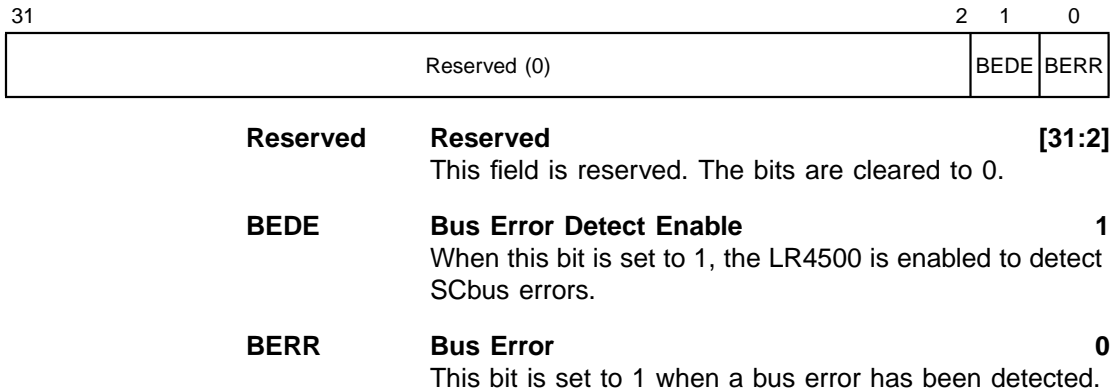 31 2 1 0
Reserved (0) BEDE BERR
Reserved Reserved [31:2]
This field is reserved. The bits are cleared to 0.
BEDE Bus Error Detect Enable 1
When this bit is set to 1, the LR4500 is enabled to detect
SCbus errors.
BERR Bus Error 0
This bit is set to 1 when a bus error has been detected.